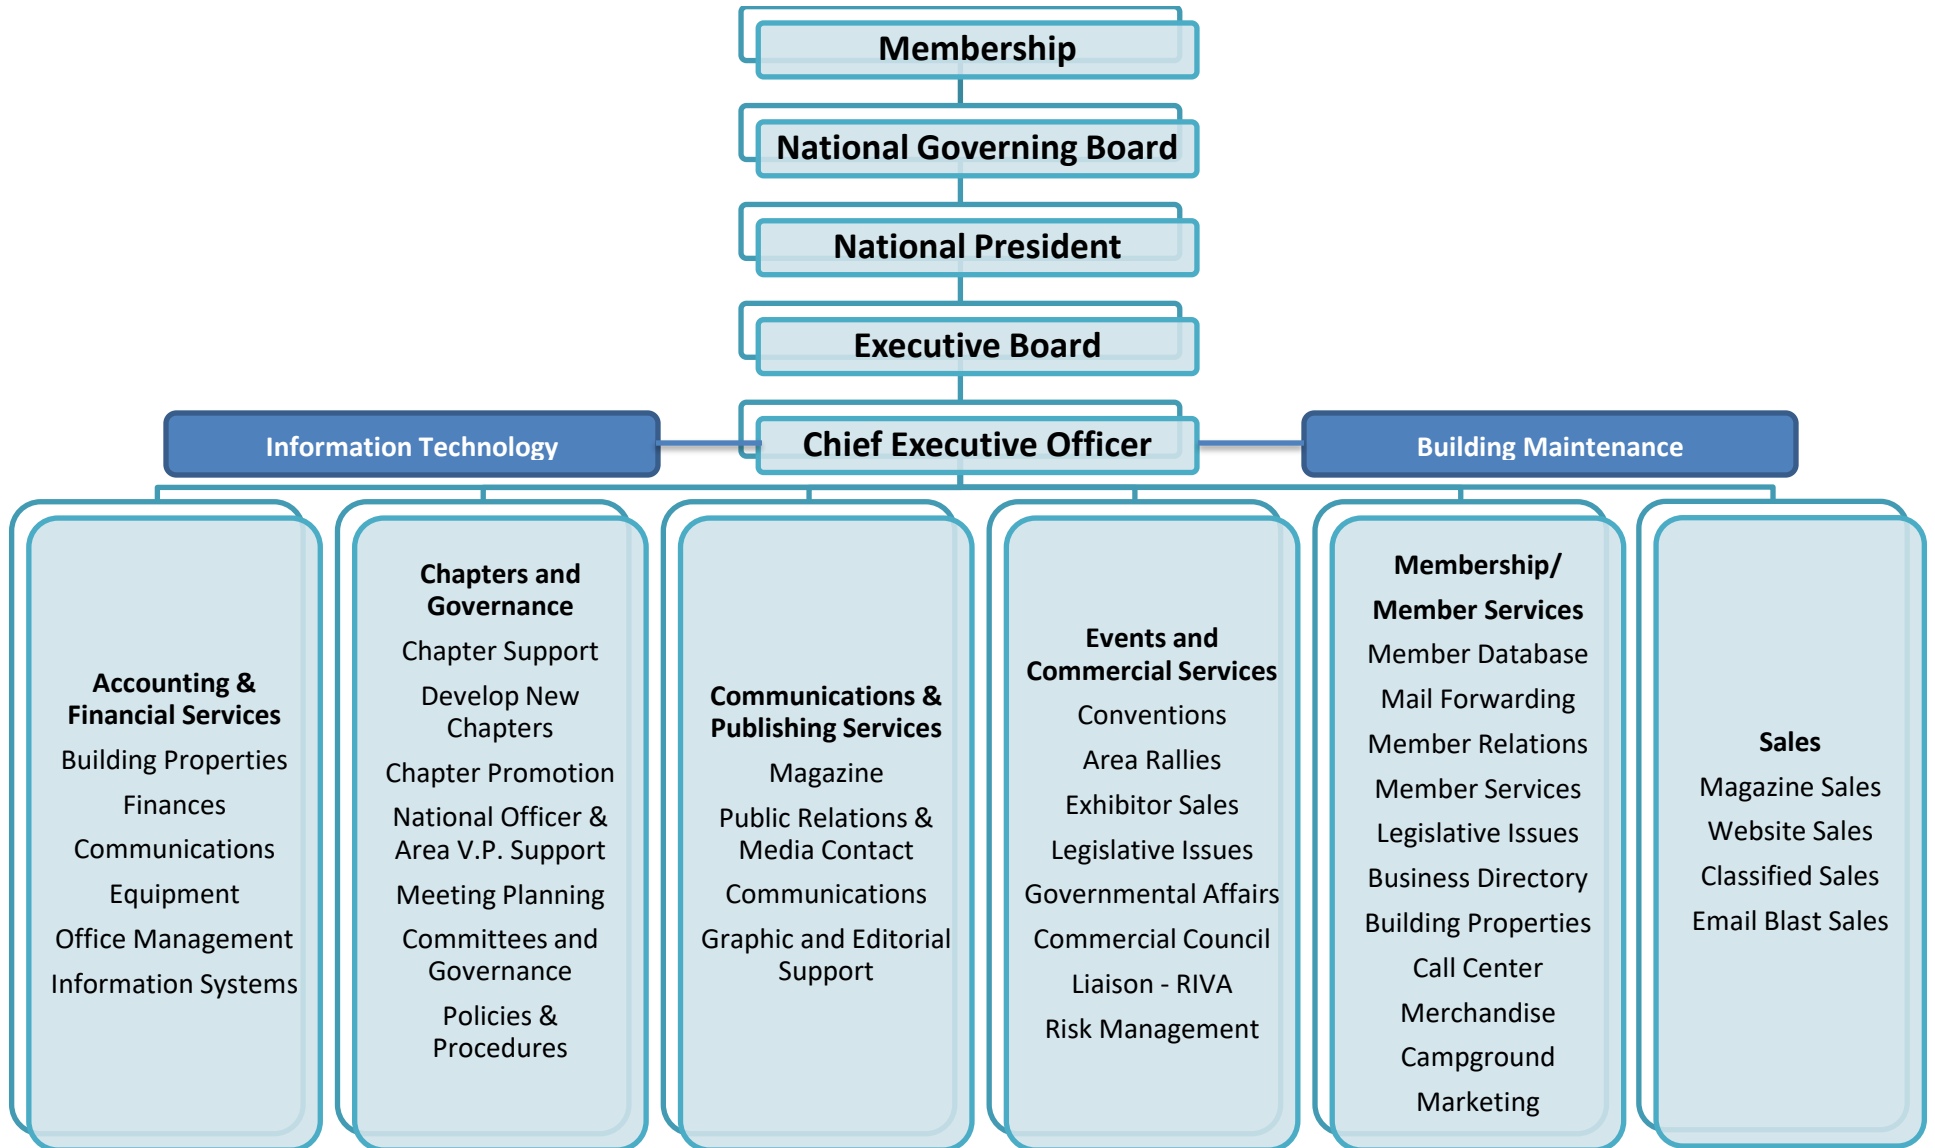 Membership
National Governing Board
National President
Executive Board
Chief Executive Officer
Information Technology
Building Maintenance
Accounting &
Financial Services
Building Properties
Finances
Communications
Equipment
Office Management
Information Systems
Chapters and
Governance
Chapter Support
Develop New
Chapters
Chapter Promotion
National Officer &
Area V.P. Support
Meeting Planning
Committees and
Governance
Policies &
Procedures
Communications &
Publishing Services
Magazine
Public Relations &
Media Contact
Communications
Graphic and Editorial
Support
Events and
Commercial Services
Conventions
Area Rallies
Exhibitor Sales
Legislative Issues
Governmental Affairs
Commercial Council
Liaison - RIVA
Risk Management
Membership/
Member Services
Member Database
Mail Forwarding
Member Relations
Member Services
Legislative Issues
Business Directory
Building Properties
Call Center
Merchandise
Campground
Marketing
Sales
Magazine Sales
Website Sales
Classified Sales
Email Blast Sales